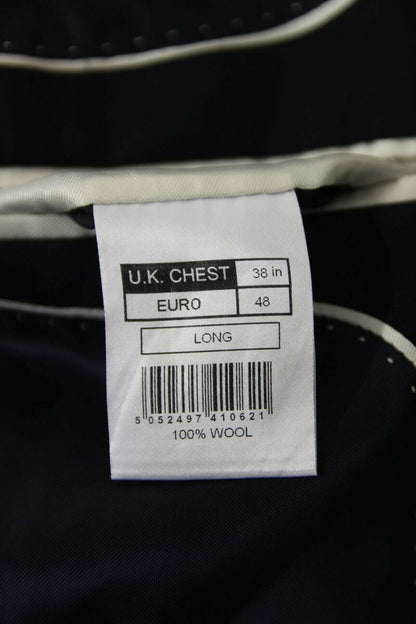 U.K. CHEST 38 in
EURO 48
LONG
5 052497 410621
100% WOOL